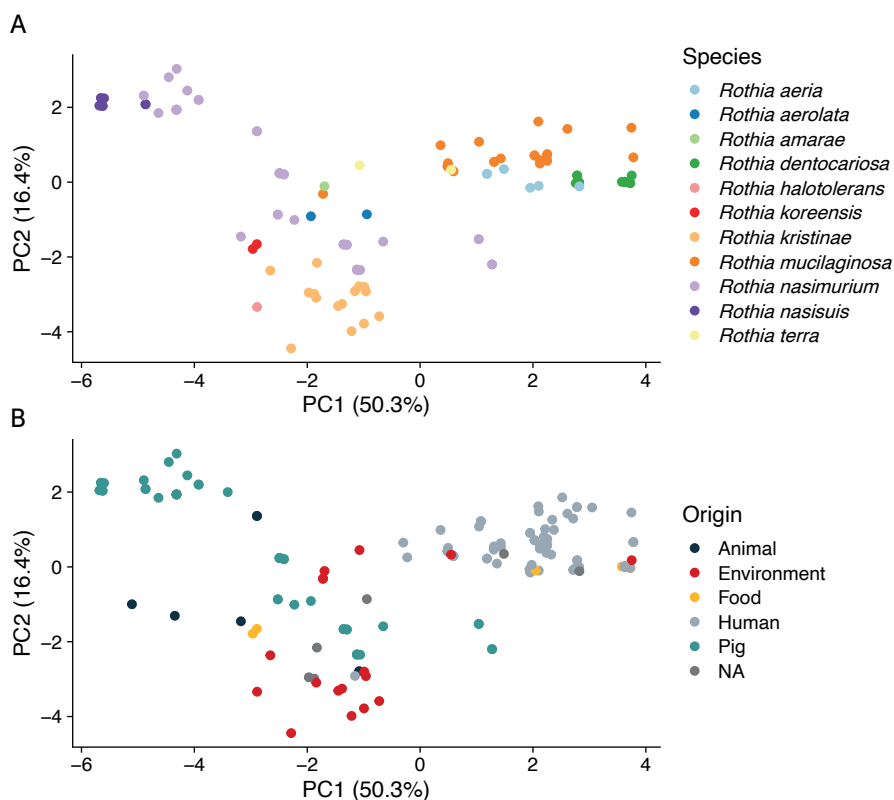 A
PC2 (16.4%)
2
0
−2
−4
−6
−4
−2
0
2
4
PC1 (50.3%)
Species
Rothia aeria
Rothia aerolata
Rothia amarae
Rothia dentocariosa
Rothia halotolerans
Rothia koreensis
Rothia kristinae
Rothia mucilaginosa
Rothia nasimurium
Rothia nasisuis
Rothia terra
B
PC2 (16.4%)
2
0
−2
−4
−6
−4
−2
0
2
4
PC1 (50.3%)
Origin
Animal
Environment
Food
Human
Pig
NA